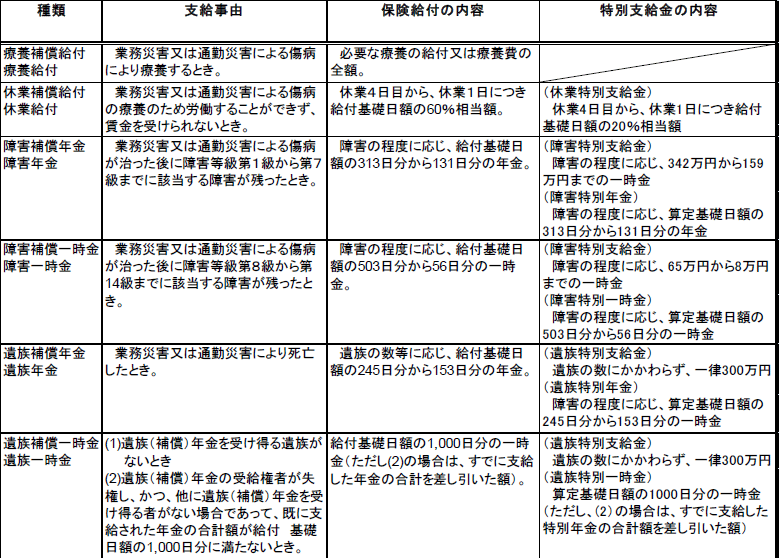 種類
支給事由
保険給付の内容
特別支給金の内容
療養補償給付
療養給付
業務災害又は通勤災害による傷病
により療養するとき。
必要な療養の給付又は療養費の
全額。
休業補償給付
休業給付
業務災害又は通勤災害による傷病
の療養のため労働することができず、
賃金を受けられないとき。
休業4日目から、休業1日につき
給付基礎日額の60%相当額。
(休業特別支給金)
休業4日目から、休業1日につき給付
基礎日額の20%相当額
障害補償年金
障害年金
業務災害又は通勤災害による傷病
が治った後に障害等級第1級から第7
級までに該当する障害が残ったとき。
障害の程度に応じ、給付基礎日
額の313日分から131日分の年金。
(障害特別支給金)
障害の程度に応じ、342万円から159
万円までの一時金
(障害特別年金)
障害の程度に応じ、算定基礎日額の
313日分から131日分の年金
障害補償一時金
障害一時金
業務災害又は通勤災害による傷病
が治った後に障害等級第8級から第
14級までに該当する障害が残ったと
き。
障害の程度に応じ、給付基礎日
額の503日分から56日分の一時
金。
(障害特別支給金)
障害の程度に応じ、65万円から8万円
までの一時金
(障害特別一時金)
障害の程度に応じ、算定基礎日額の
503日分から56日分の一時金
遺族補償年金
遺族年金
業務災害又は通勤災害により死亡
したとき。
遺族の数等に応じ、給付基礎日
額の245日分から153日分の年金。
(遺族特別支給金)
遺族の数にかかわらず、一律300万円
(遺族特別年金)
障害の程度に応じ、算定基礎日額の
245日分から153日分の一時金
遺族補償一時金
遺族一時金
(1)遺族(補償)年金を受け得る遺族が
ないとき
(2)遺族(補償)年金の受給権者が失
権し、かつ、他に遺族(補償)年金を受
け得る者がない場合であって、既に支
給された年金の合計額が給付 基礎
日額の1,000日分に満たないとき。
給付基礎日額の1,000日分の一時
金(ただし(2)の場合は、すでに支給
した年金の合計を差し引いた額)。
(遺族特別支給金)
遺族の数にかかわらず、一律300万円
(遺族特別一時金)
算定基礎日額の1000日分の一時金
(ただし、(2)の場合は、すでに支給した
特別年金の合計額を差し引いた額)